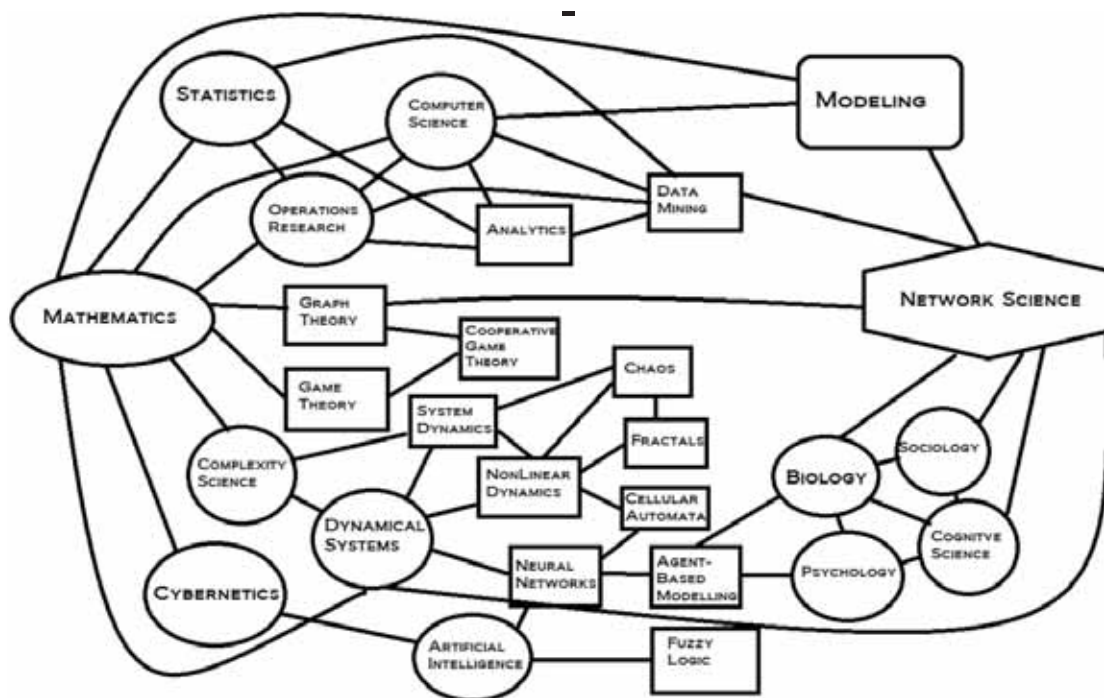 STATISTICS
COMPUTER
SCIENCE
MODELING
OPERATIONS
RESEARCH
ANALYTICS
DATA
MINING
MATHEMATICS
GRAPH
THEORY
NETWORK SCIENCE
COOPERATIVE
GAME
THEORY
GAME
THEORY
CHAOS
SYSTEM
DYNAMICS
FRACTALS
COMPLEXITY
SCIENCE
NONLINEAR
DYNAMICS
BIOLOGY
SOCIOLOGY
CELLULAR
AUTOMATA
DYNAMICAL
SYSTEMS
COGNITVE
SCIENCE
NEURAL
NETWORKS
AGENT-
BASED
MODELLING
PSYCHOLOGY
CYBERNETICS
ARTIFICIAL
INTELLIGENCE
FUZZY
LOGIC